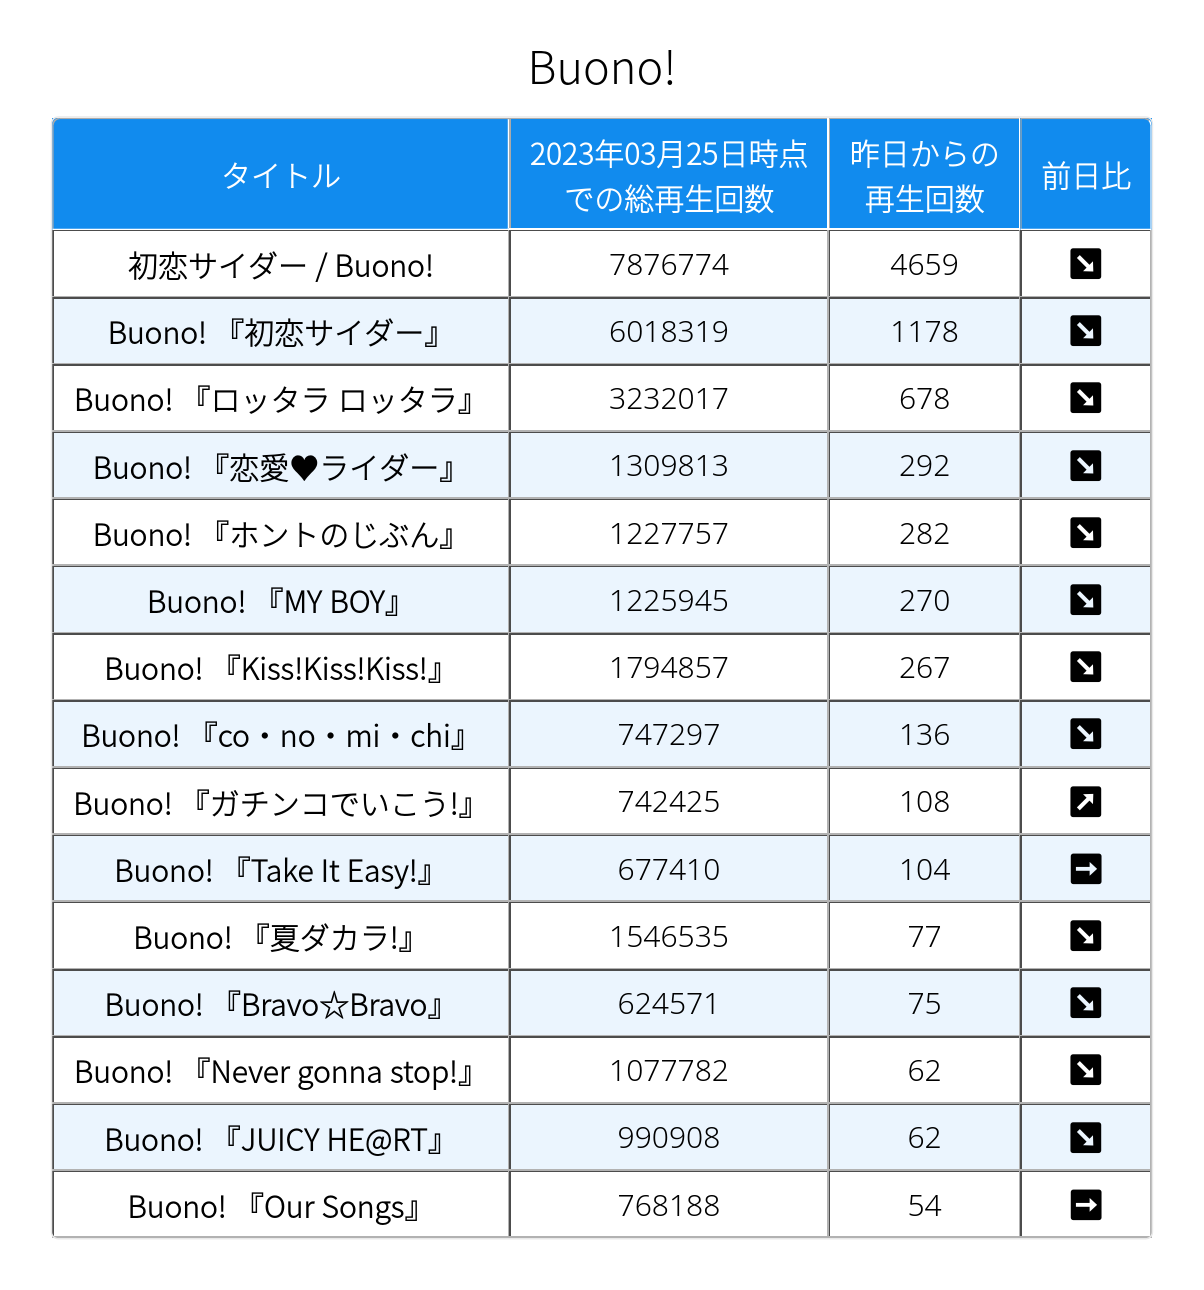 Buono!
タイトル
2023年03月25日時点
での総再生回数
昨日からの
再生回数
前日比
初恋サイダー / Buono! 7876774 4659 ↘
Buono! 『初恋サイダー』 6018319 1178 ↘
Buono! 『ロッタラ ロッタラ』 3232017 678 ↘
Buono! 『恋愛♥ライダー』 1309813 292 ↘
Buono! 『ホントのじぶん』 1227757 282 ↘
Buono! 『MY BOY』 1225945 270 ↘
Buono! 『Kiss!Kiss!Kiss!』 1794857 267 ↘
Buono! 『co・no・mi・chi』 747297 136 ↘
Buono! 『ガチンコでいこう!』 742425 108 ↗
Buono! 『Take It Easy!』 677410 104 →
Buono! 『夏ダカラ!』 1546535 77 ↘
Buono! 『Bravo☆Bravo』 624571 75 ↘
Buono! 『Never gonna stop!』 1077782 62 ↘
Buono! 『JUICY HE@RT』 990908 62 ↘
Buono! 『Our Songs』 768188 54 →